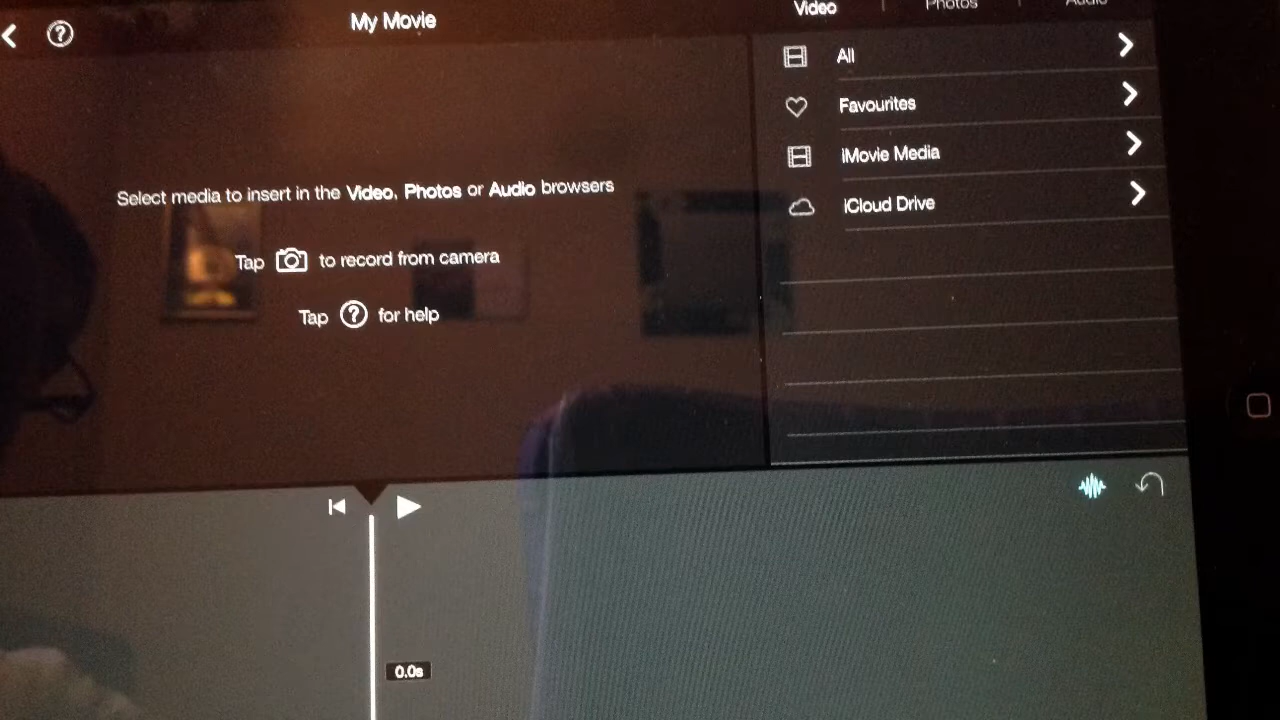 My Movie
Video Photos Audio
All
Favourites
iMovie Media
iCloud Drive
Select media to insert in the Video, Photos or Audio browsers
Tap to record from camera
Tap ? for help
0.0s